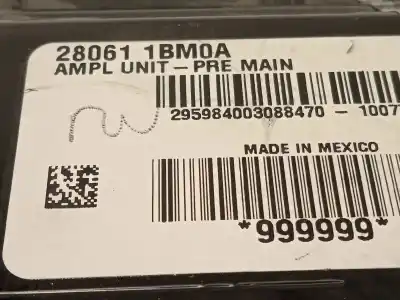 28061 1BM0A
AMPL UNIT-PRE MAIN
295984003088470-1007
MADE IN MEXICO
*999999*